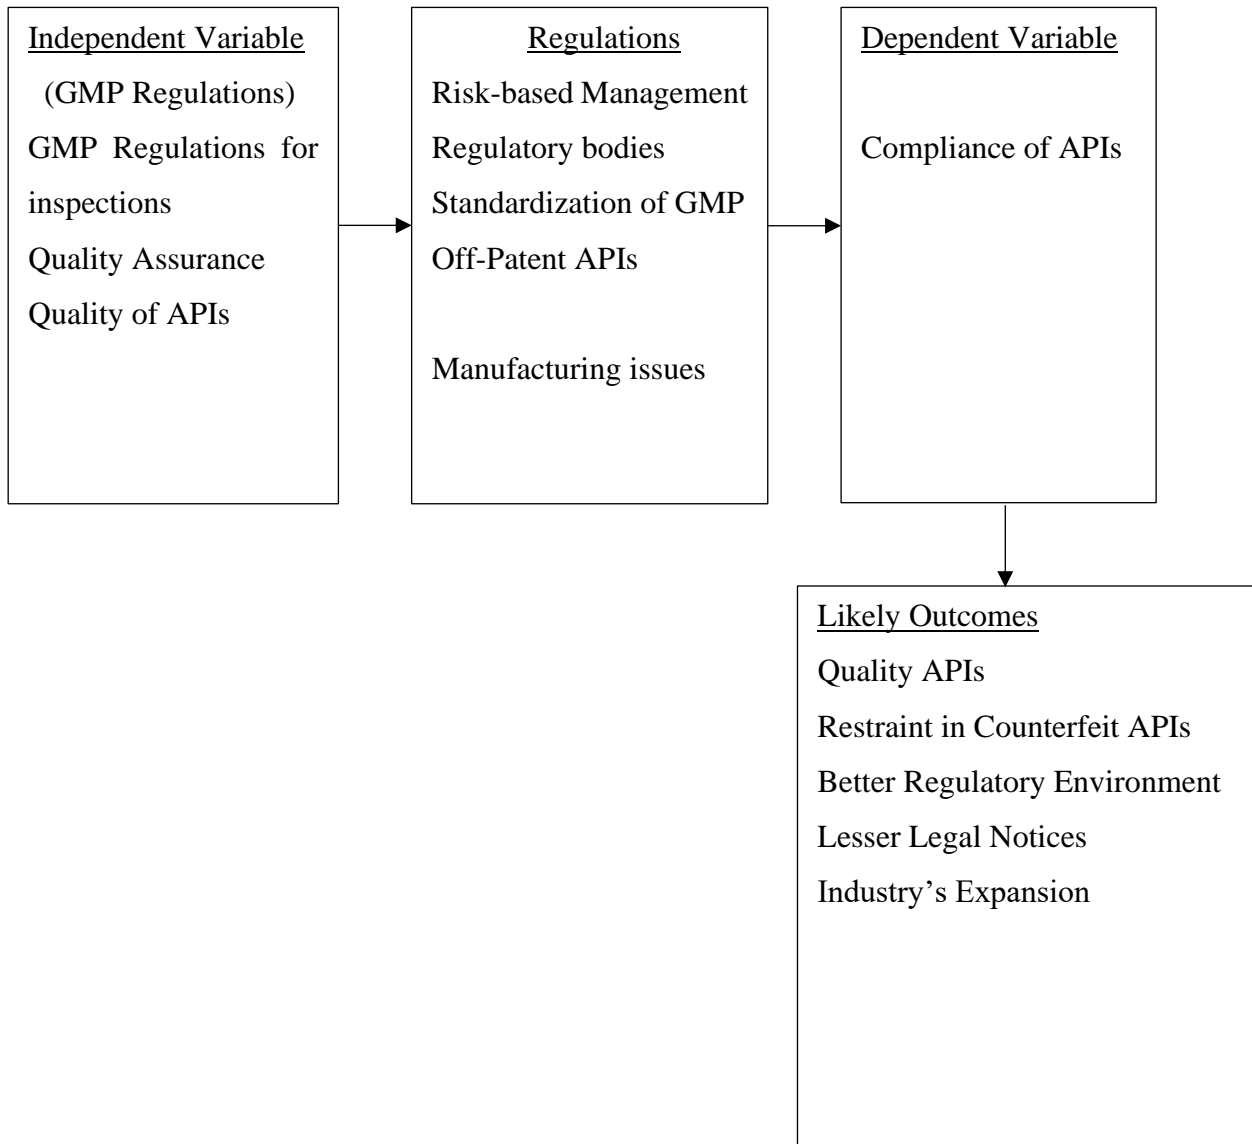 Independent Variable
(GMP Regulations)
GMP Regulations for
inspections
Quality Assurance
Quality of APIs
Regulations
Risk-based Management
Regulatory bodies
Standardization of GMP
Off-Patent APIs
Manufacturing issues
Dependent Variable
Compliance of APIs
Likely Outcomes
Quality APIs
Restraint in Counterfeit APIs
Better Regulatory Environment
Lesser Legal Notices
Industry’s Expansion